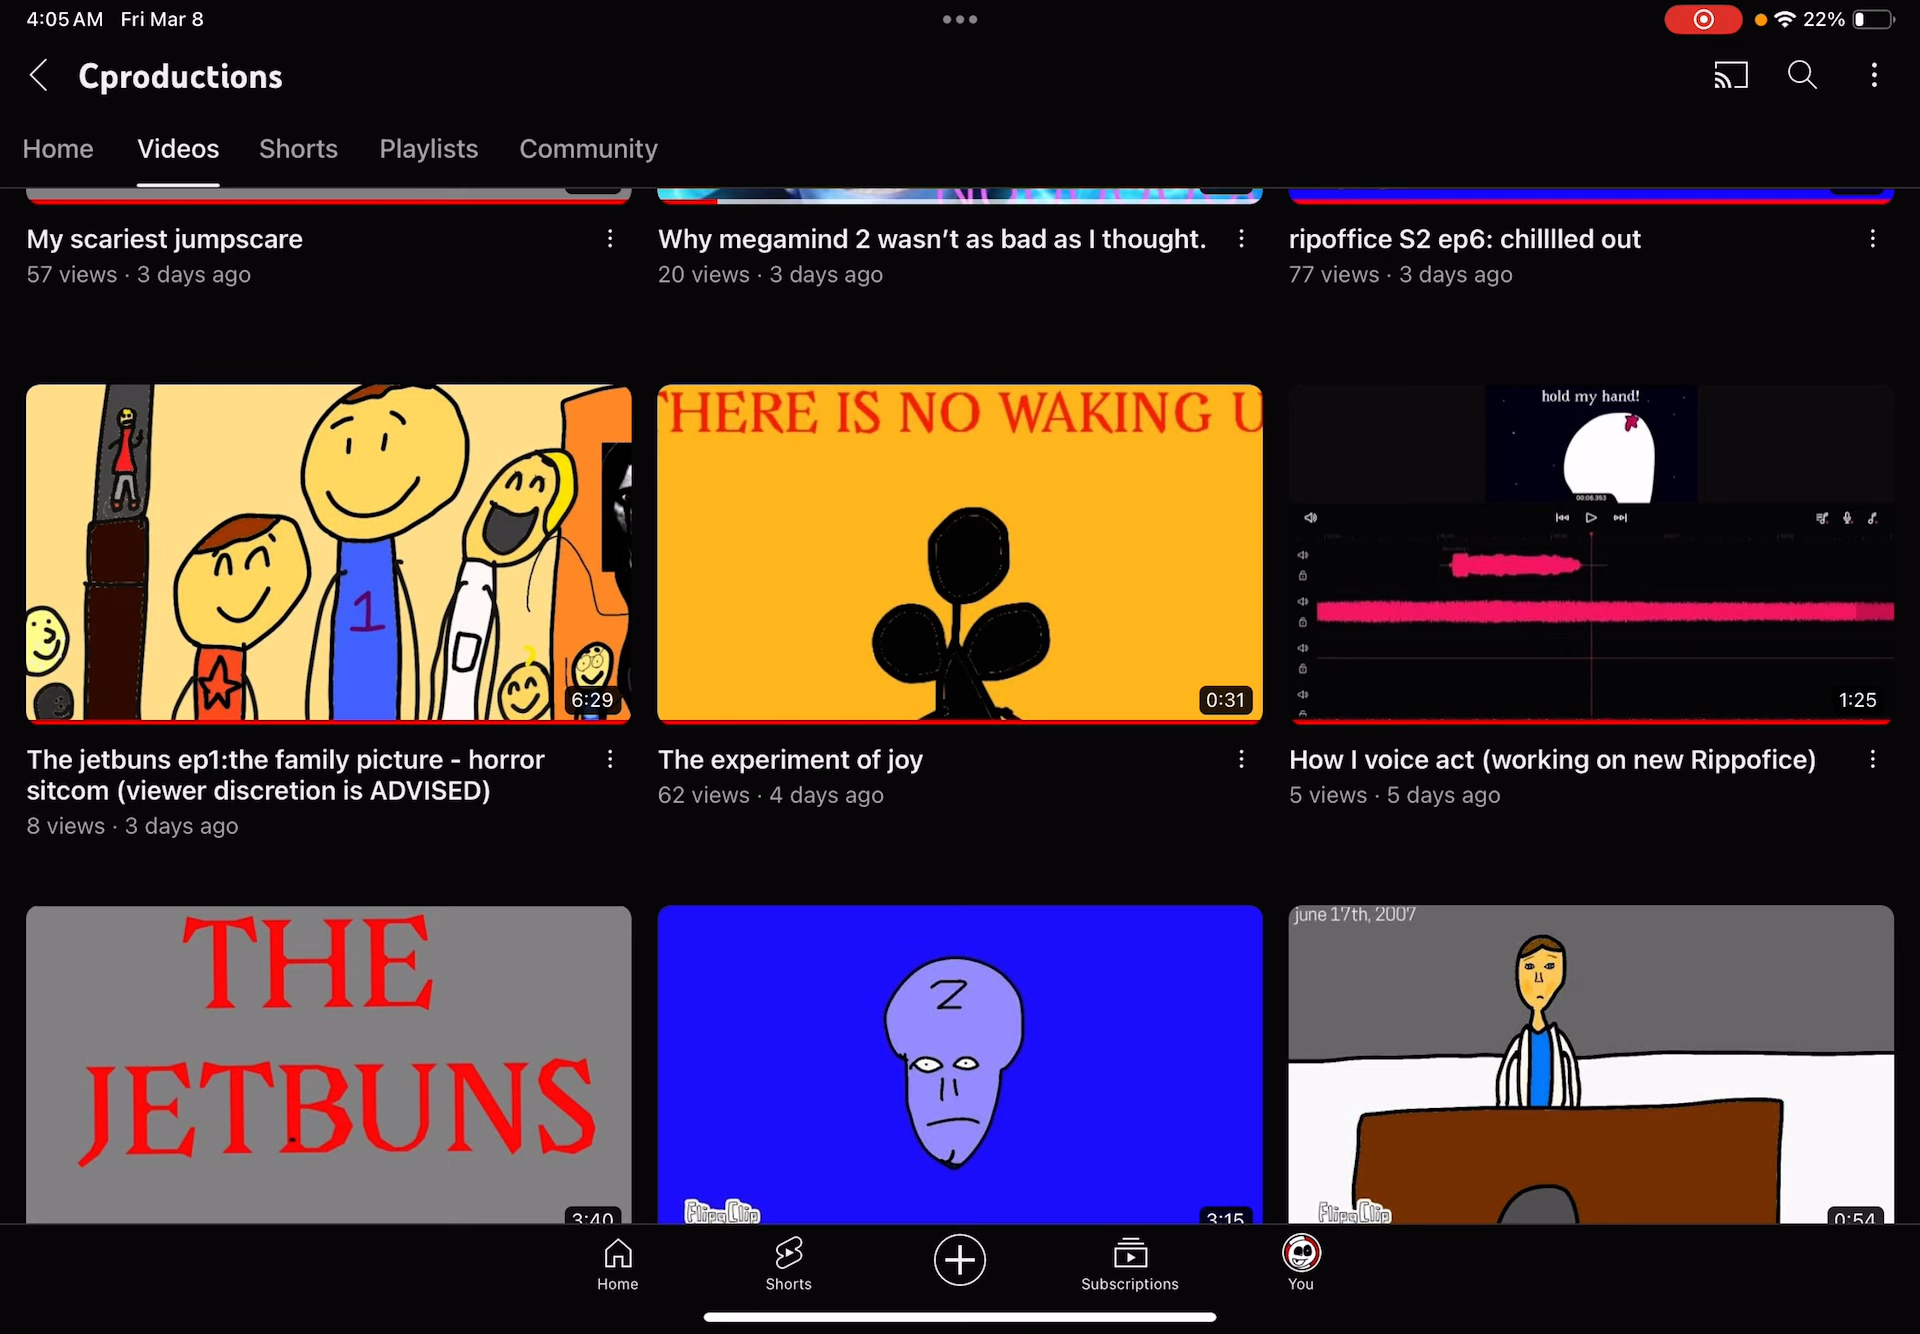 4:05 AM Fri Mar 8
22%
Cproductions
Home Videos Shorts Playlists Community
My scariest jumpscare
57 views · 3 days ago
Why megamind 2 wasn't as bad as I thought.
20 views · 3 days ago
ripoffice S2 ep6: chilllled out
77 views · 3 days ago
1
6:29
The jetbuns ep1:the family picture - horror
sitcom (viewer discretion is ADVISED)
8 views · 3 days ago
THERE IS NO WAKING U
0:31
The experiment of joy
62 views · 4 days ago
hold my hand!
00:06.353
1:25
How I voice act (working on new Rippofice)
5 views · 5 days ago
THE
JETBUNS
3:40
Z
FlipaClip
3:15
june 17th, 2007
FlipaClip
0:54
Home
Shorts
Subscriptions
You